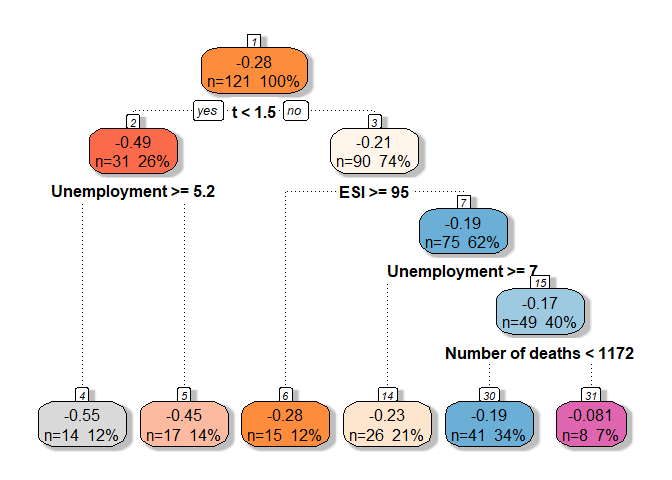 1
-0.28
n=121 100%
yes t < 1.5 no
2
-0.49
n=31 26%
3
-0.21
n=90 74%
Unemployment >= 5.2
ESI >= 95
7
-0.19
n=75 62%
Unemployment >= 7
15
-0.17
n=49 40%
Number of deaths < 1172
4
-0.55
n=14 12%
5
-0.45
n=17 14%
6
-0.28
n=15 12%
14
-0.23
n=26 21%
30
-0.19
n=41 34%
31
-0.081
n=8 7%